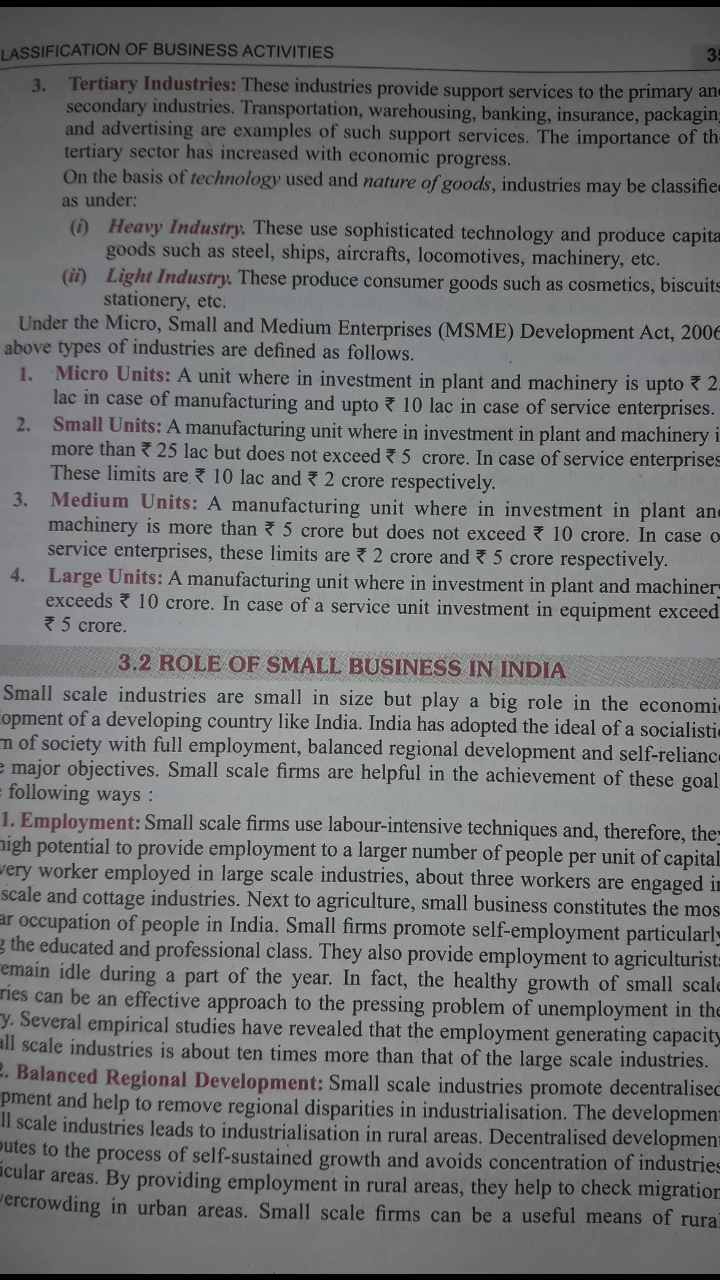 LASSIFICATION OF BUSINESS ACTIVITIES
3. Tertiary Industries: These industries provide support services to the primary an
secondary industries. Transportation, warehousing, banking, insurance, packagin
and advertising are examples of such support services. The importance of th
tertiary sector has increased with economic progress.
On the basis of technology used and nature of goods, industries may be classifie
as under:
(i) Heavy Industry. These use sophisticated technology and produce capita
goods such as steel, ships, aircrafts, locomotives, machinery, etc.
(ii) Light Industry. These produce consumer goods such as cosmetics, biscuits
stationery, etc.
Under the Micro, Small and Medium Enterprises (MSME) Development Act, 2006
above types of industries are defined as follows.
1. Micro Units: A unit where in investment in plant and machinery is upto ₹ 2
lac in case of manufacturing and upto ₹ 10 lac in case of service enterprises.
2. Small Units: A manufacturing unit where in investment in plant and machinery i
more than ₹ 25 lac but does not exceed ₹ 5 crore. In case of service enterprises
These limits are ₹ 10 lac and ₹ 2 crore respectively.
3. Medium Units: A manufacturing unit where in investment in plant an
machinery is more than ₹ 5 crore but does not exceed ₹ 10 crore. In case o
service enterprises, these limits are ₹ 2 crore and ₹ 5 crore respectively.
4. Large Units: A manufacturing unit where in investment in plant and machiner
exceeds ₹ 10 crore. In case of a service unit investment in equipment exceed
₹ 5 crore.
3.2 ROLE OF SMALL BUSINESS IN INDIA
Small scale industries are small in size but play a big role in the economi
opment of a developing country like India. India has adopted the ideal of a socialisti
rn of society with full employment, balanced regional development and self-relianc
e major objectives. Small scale firms are helpful in the achievement of these goal
following ways :
1. Employment: Small scale firms use labour-intensive techniques and, therefore, they
high potential to provide employment to a larger number of people per unit of capital
very worker employed in large scale industries, about three workers are engaged in
scale and cottage industries. Next to agriculture, small business constitutes the mos
ar occupation of people in India. Small firms promote self-employment particularly
g the educated and professional class. They also provide employment to agriculturists
emain idle during a part of the year. In fact, the healthy growth of small scale
ries can be an effective approach to the pressing problem of unemployment in the
y. Several empirical studies have revealed that the employment generating capacity
all scale industries is about ten times more than that of the large scale industries.
2. Balanced Regional Development: Small scale industries promote decentralised
pment and help to remove regional disparities in industrialisation. The developmen
ll scale industries leads to industrialisation in rural areas. Decentralised development
butes to the process of self-sustained growth and avoids concentration of industries
icular areas. By providing employment in rural areas, they help to check migration
vercrowding in urban areas. Small scale firms can be a useful means of rura